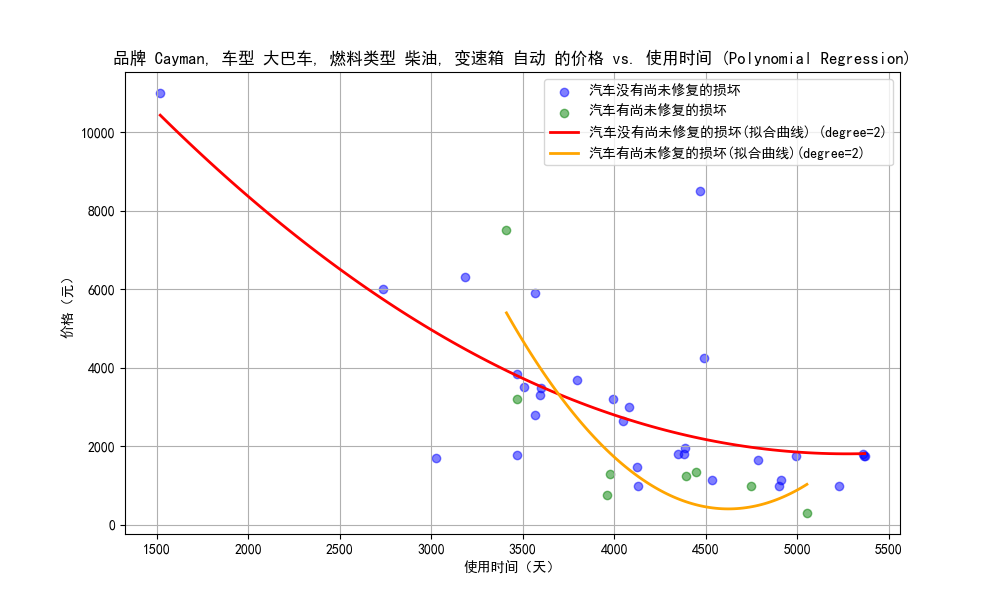 品牌 Cayman, 车型 大巴车, 燃料类型 柴油, 变速箱 自动 的价格 vs. 使用时间 (Polynomial Regression)
汽车没有尚未修复的损坏
汽车有尚未修复的损坏
汽车没有尚未修复的损坏(拟合曲线) (degree=2)
汽车有尚未修复的损坏(拟合曲线)(degree=2)
价格（元）
10000
8000
6000
4000
2000
0
1500 2000 2500 3000 3500 4000 4500 5000 5500
使用时间（天）